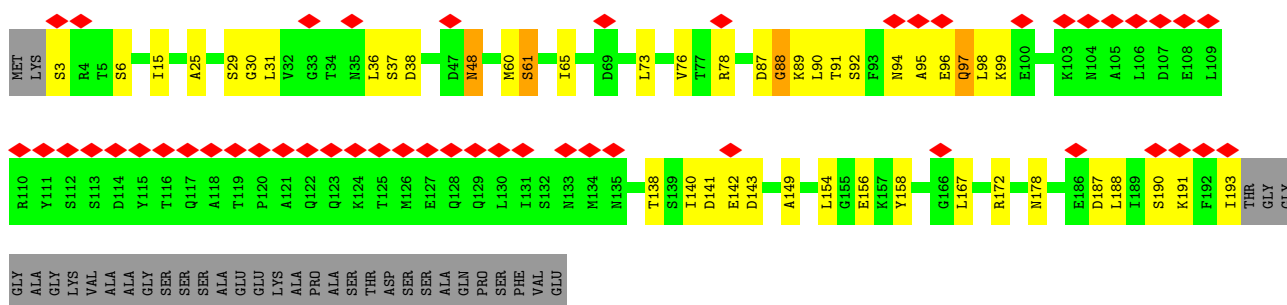 MET LYS S3 R4 T5 S6 I15 A25 S29 G30 L31 V32 G33 T34 N35 L36 S37 D38 D47 N48 M60 S61 I65 D69 L73 V76 T77 R78 D87 G88 K89 L90 T91 S92 F93 N94 A95 E96 Q97 L98 K99 E100 K103 N104 A105 L106 D107 E108 L109
R110 Y111 S112 S113 D114 Y115 T116 Q117 A118 T119 P120 A121 Q122 Q123 K124 T125 M126 E127 Q128 Q129 L130 I131 S132 N133 M134 N135 T138 S139 I140 D141 E142 D143 A149 L154 G155 E156 K157 Y158 G166 L167 R172 N178 E186 D187 L188 I189 S190 K191 F192 I193 THR GLY GLY
GLY ALA GLY LYS VAL ALA ALA GLY SER SER SER ALA GLU GLU LYS ALA PRO ALA SER THR ASP SER SER ALA GLN PRO SER PHE VAL GLU